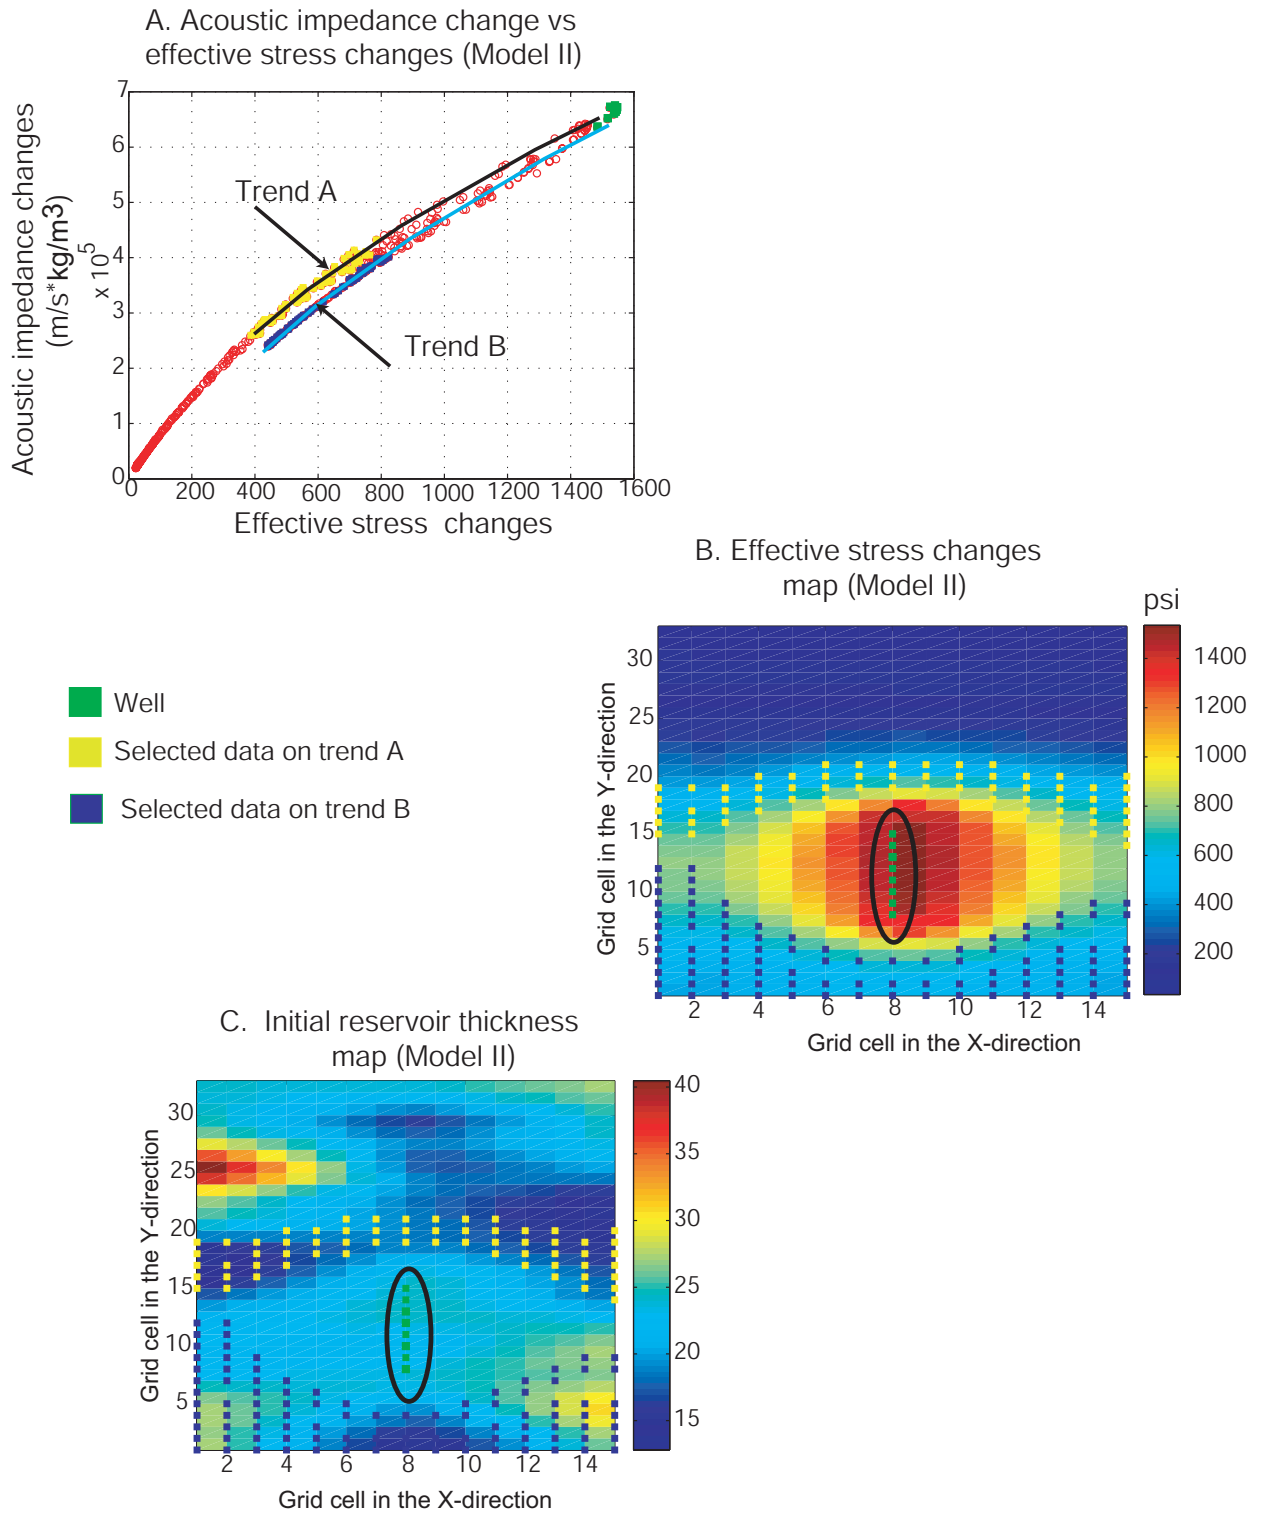 A. Acoustic impedance change vs
effective stress changes (Model II)
Acoustic impedance changes
(m/s*kg/m3)
x 10
5
7
6
5
4
3
2
1
0
Trend A
Trend B
0 200 400 600 800 1000 1200 1400 1600
Effective stress changes
B. Effective stress changes
map (Model II)
psi
Grid cell in the Y-direction
30
25
20
15
10
5
2 4 6 8 10 12 14
Grid cell in the X-direction
1400
1200
1000
800
600
400
200
Well
Selected data on trend A
Selected data on trend B
C. Initial reservoir thickness
map (Model II)
Grid cell in the Y-direction
30
25
20
15
10
5
2 4 6 8 10 12 14
Grid cell in the X-direction
40
35
30
25
20
15